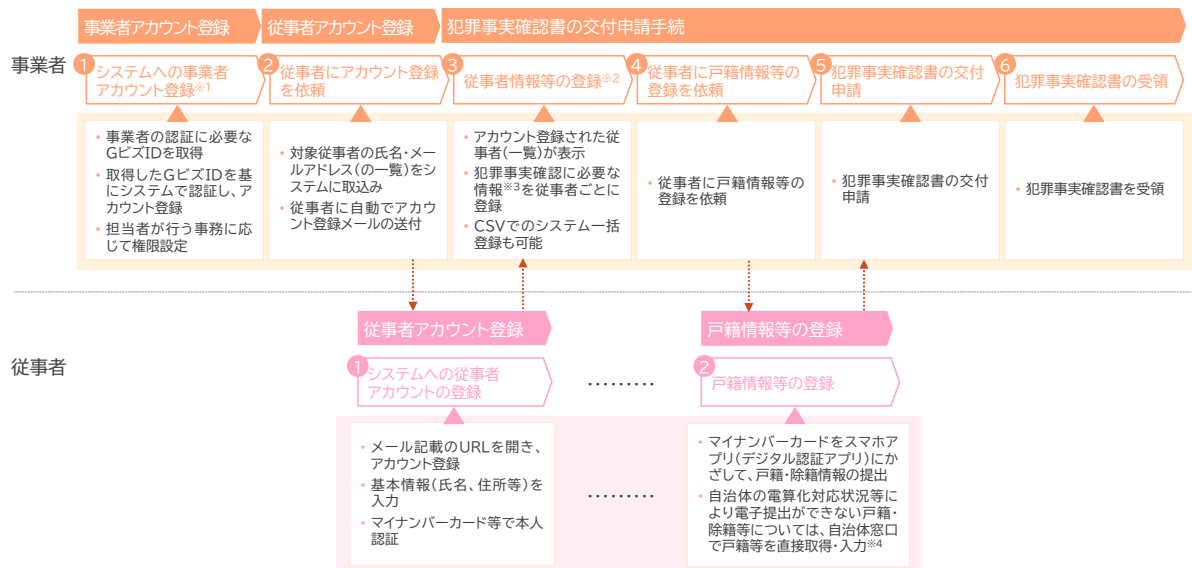 事業者アカウント登録
従事者アカウント登録
犯罪事実確認書の交付申請手続
事業者
1
システムへの事業者
アカウント登録※1
2
従事者にアカウント登録
を依頼
3
従事者情報等の登録※2
4
従事者に戸籍情報等の
登録を依頼
5
犯罪事実確認書の交付
申請
6
犯罪事実確認書の受領
• 事業者の認証に必要な
GビズIDを取得
• 取得したGビズIDを基
にシステムで認証し、ア
カウント登録
• 担当者が行う事務に応
じて権限設定
• 対象従事者の氏名・メー
ルアドレス(の一覧)をシ
ステムに取込み
• 従事者に自動でアカウ
ント登録メールの送付
• アカウント登録された従
事者(一覧)が表示
• 犯罪事実確認に必要な
情報※3を従事者ごとに
登録
• CSVでのシステム一括
登録も可能
• 従事者に戸籍情報等の
登録を依頼
• 犯罪事実確認書の交付
申請
• 犯罪事実確認書を受領
従事者アカウント登録
戸籍情報等の登録
従事者
1
システムへの従事者
アカウントの登録
………
2
戸籍情報等の登録
• メール記載のURLを開き、
アカウント登録
• 基本情報(氏名、住所等)を
入力
• マイナンバーカード等で本人
認証
………
• マイナンバーカードをスマホア
プリ(デジタル認証アプリ)にか
ざして、戸籍・除籍情報の提出
• 自治体の電算化対応状況等に
より電子提出ができない戸籍・
除籍等については、自治体窓口
で戸籍等を直接取得・入力※4